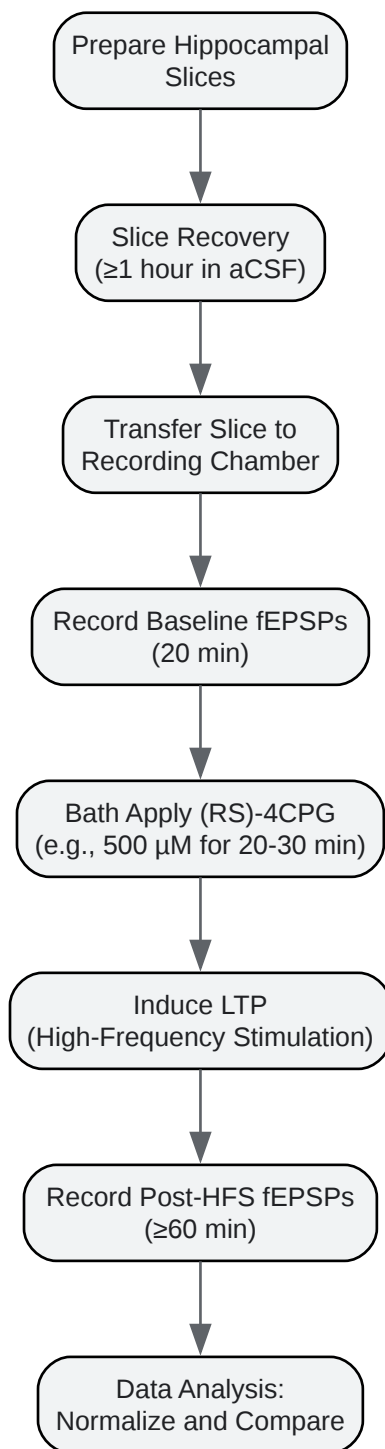 Prepare Hippocampal
Slices
Slice Recovery
(≥1 hour in aCSF)
Transfer Slice to
Recording Chamber
Record Baseline fEPSPs
(20 min)
Bath Apply (RS)-4CPG
(e.g., 500 µM for 20-30 min)
Induce LTP
(High-Frequency Stimulation)
Record Post-HFS fEPSPs
(≥60 min)
Data Analysis:
Normalize and Compare